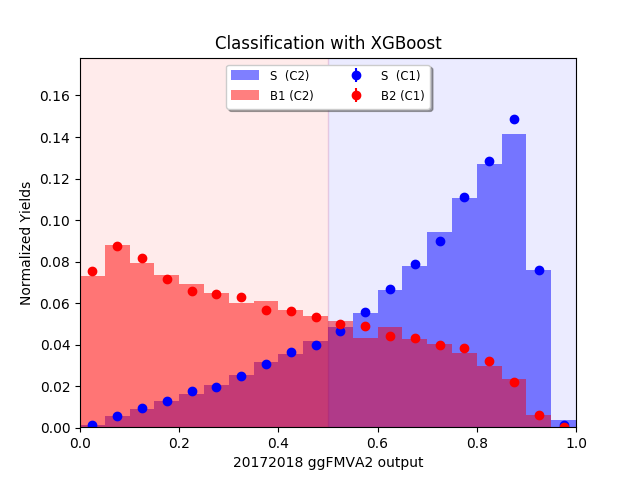 Classification with XGBoost
S (C2)
S (C1)
B1 (C2)
B2 (C1)
Normalized Yields
0.16
0.14
0.12
0.10
0.08
0.06
0.04
0.02
0.00
0.0 0.2 0.4 0.6 0.8 1.0
20172018 ggFMVA2 output